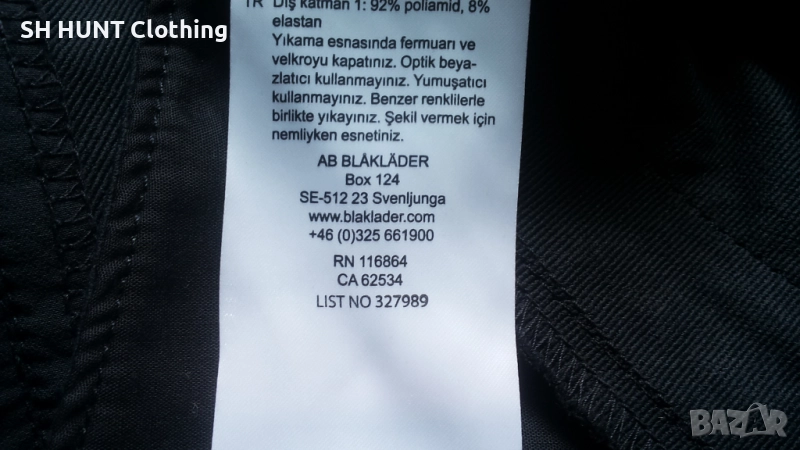 SH HUNT Clothing
TR Dış katman 1: 92% poliamid, 8%
elastan
Yıkama esnasında fermuarı ve
velkroyu kapatınız. Optik beya-
zlatıcı kullanmayınız. Yumuşatıcı
kullanmayınız. Benzer renklilerle
birlikte yıkayınız. Şekil vermek için
nemliyken esnetiniz.
AB BLÅKLÄDER
Box 124
SE-512 23 Svenljunga
www.blaklader.com
+46 (0)325 661900
RN 116864
CA 62534
LIST NO 327989
BAZAR